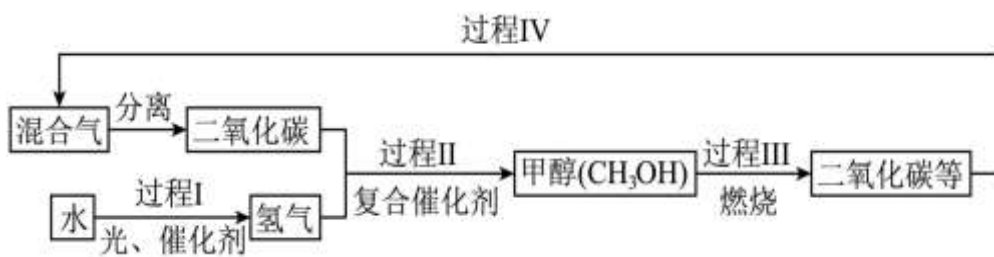 过程IV
混合气 分离 二氧化碳 过程II 复合催化剂 甲醇(CH₃OH) 过程III 燃烧 二氧化碳等
水 过程I 光、催化剂 氢气